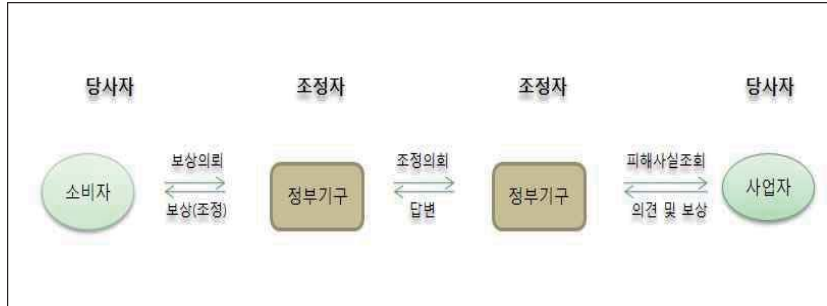 당사자 조정자 조정자 당사자
보상의뢰 조정의회 피해사실조회
소비자 정부기구 정부기구 사업자
보상(조정) 답변 의견 및 보상